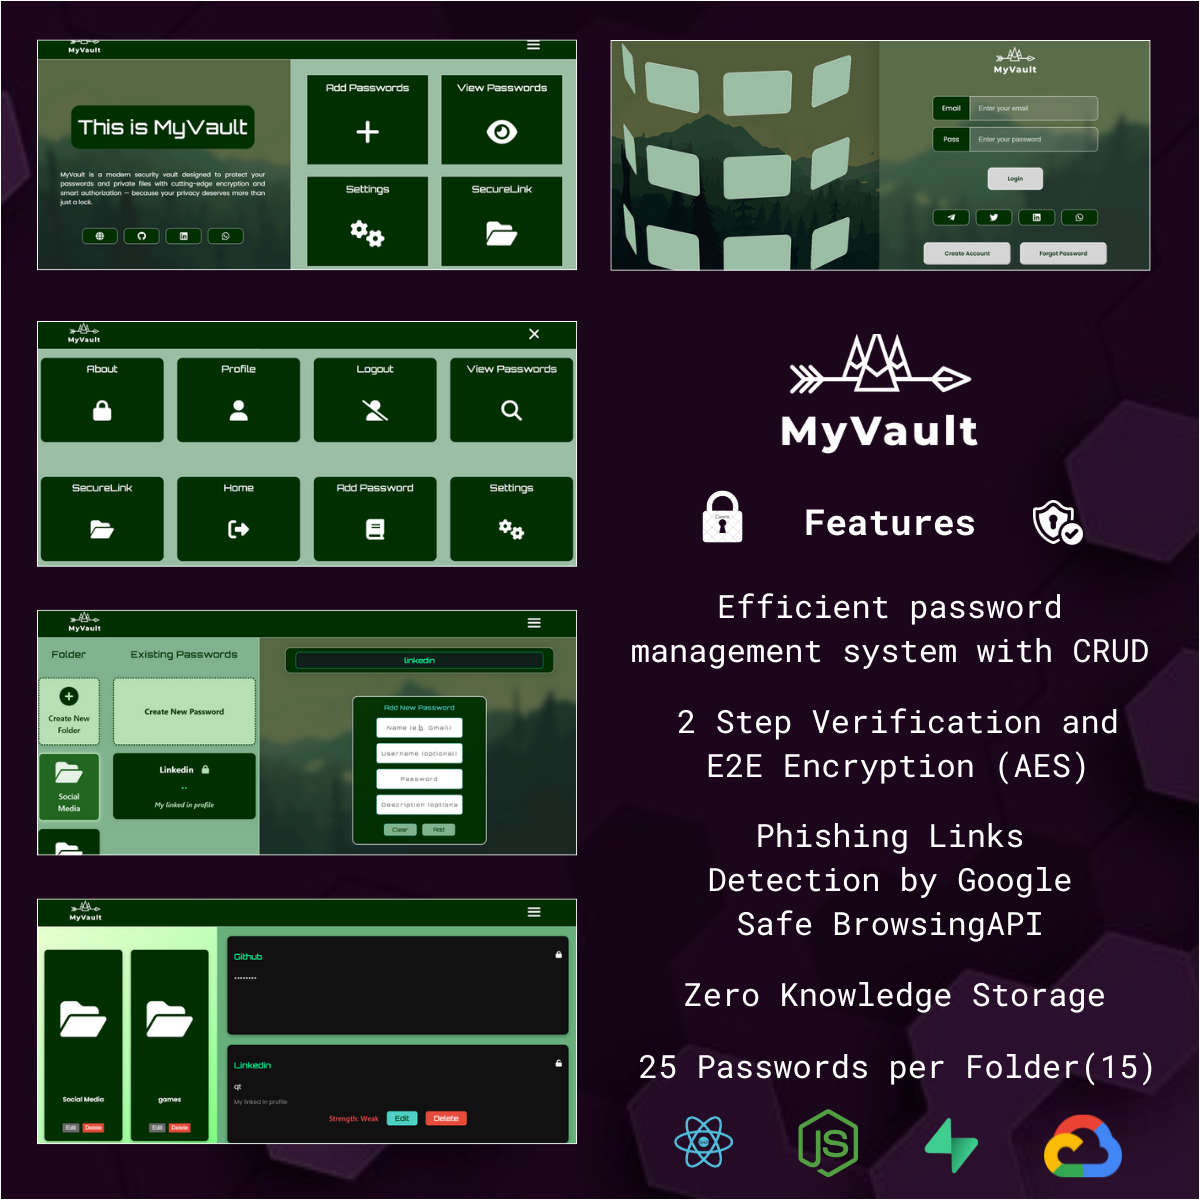 MyVault
This is MyVault
MyVault is a modern security vault designed to protect your
passwords and private files with cutting-edge encryption and
smart authorization — because your privacy deserves more than
just a lock.
Add Passwords
View Passwords
Settings
SecureLink
MyVault
Email
Enter your email
Pass
Enter your password
Login
Create Account
Forgot Password
MyVault
About
Profile
Logout
View Passwords
SecureLink
Home
Add Password
Settings
MyVault
Folder
Existing Passwords
Create New
Folder
Social
Media
Create New Password
Linkedin
••
My linked in profile
linkedin
Add New Password
Name (e.g. Gmail)
Username (optional)
Password
Description (optiona
Clear
Add
MyVault
Social Media
Edit
Delete
games
Edit
Delete
Github
••••••••
Linkedin
qt
My linked in profile
Strength: Weak
Edit
Delete
MyVault
Features
Efficient password
management system with CRUD
2 Step Verification and
E2E Encryption (AES)
Phishing Links
Detection by Google
Safe BrowsingAPI
Zero Knowledge Storage
25 Passwords per Folder(15)
JS